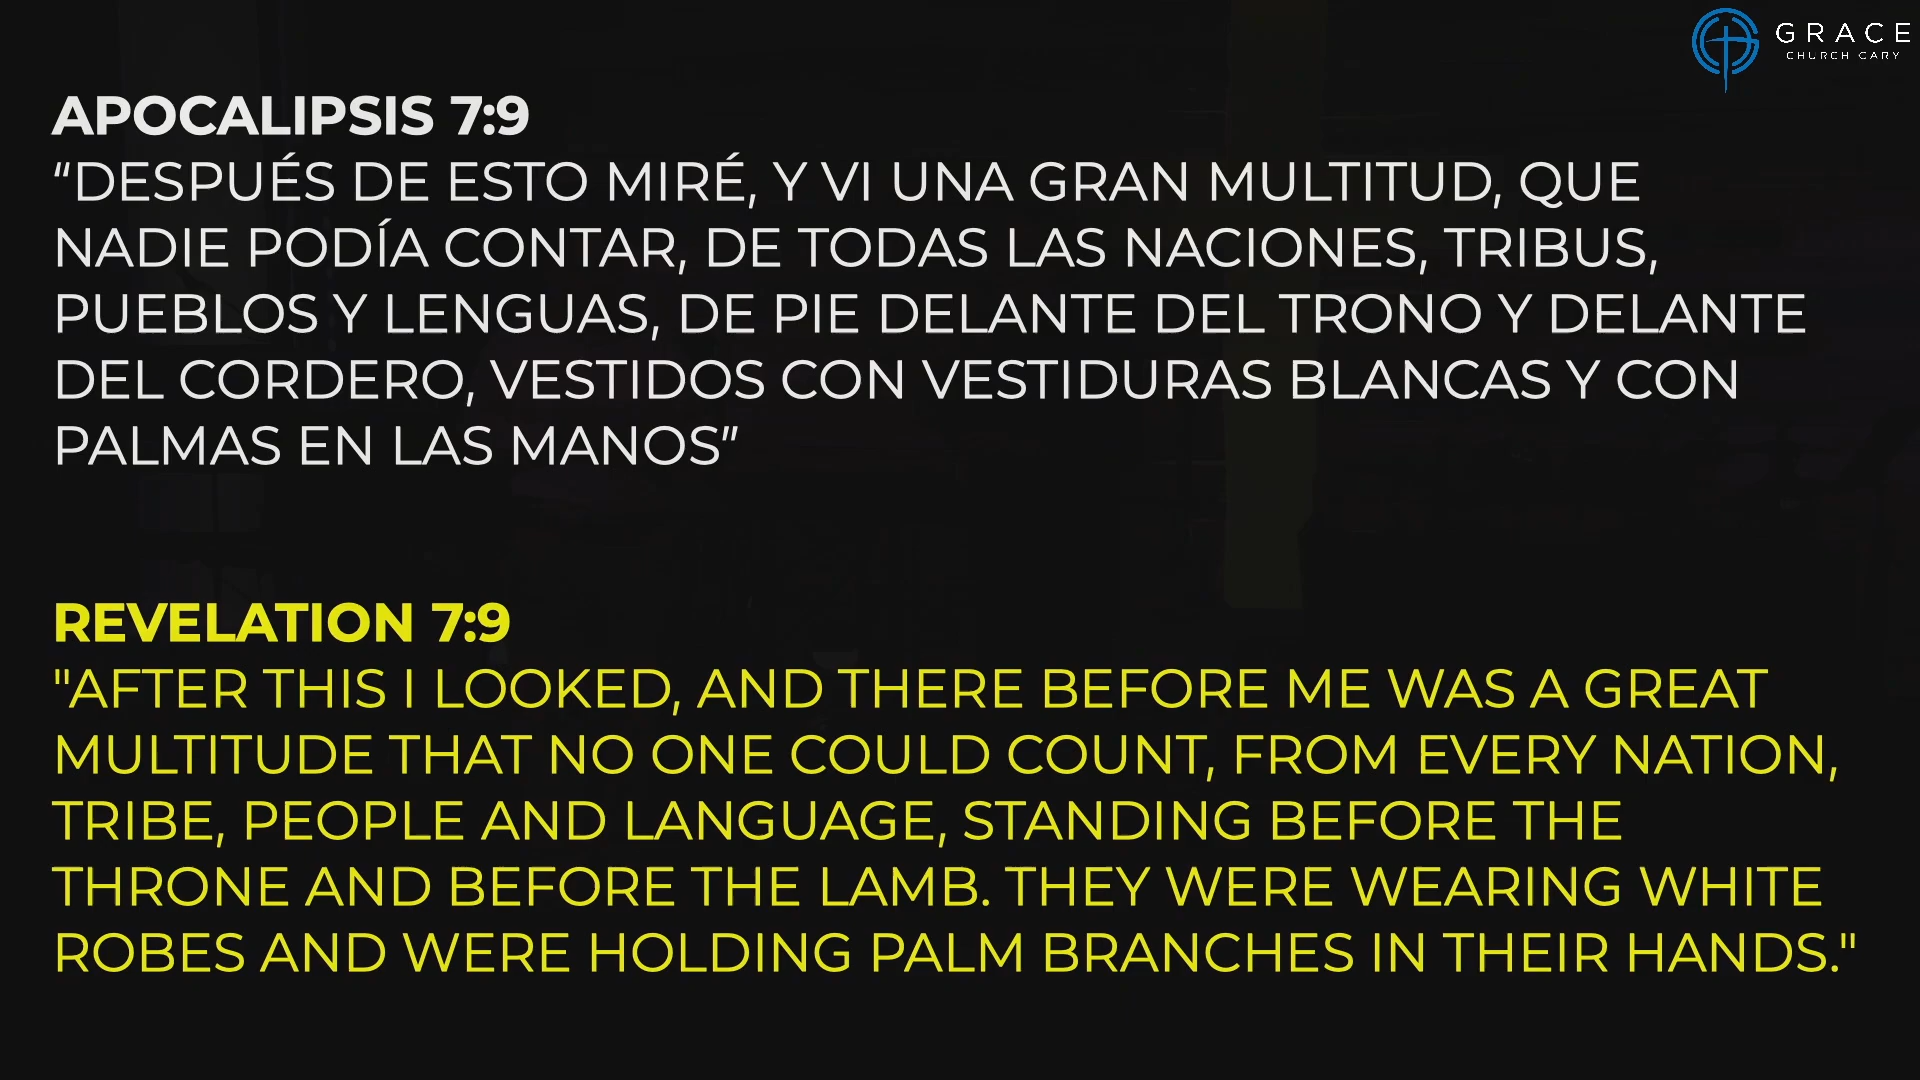 GRACE
CHURCH CARY
APOCALIPSIS 7:9
“DESPUÉS DE ESTO MIRÉ, Y VI UNA GRAN MULTITUD, QUE
NADIE PODÍA CONTAR, DE TODAS LAS NACIONES, TRIBUS,
PUEBLOS Y LENGUAS, DE PIE DELANTE DEL TRONO Y DELANTE
DEL CORDERO, VESTIDOS CON VESTIDURAS BLANCAS Y CON
PALMAS EN LAS MANOS”
REVELATION 7:9
"AFTER THIS I LOOKED, AND THERE BEFORE ME WAS A GREAT
MULTITUDE THAT NO ONE COULD COUNT, FROM EVERY NATION,
TRIBE, PEOPLE AND LANGUAGE, STANDING BEFORE THE
THRONE AND BEFORE THE LAMB. THEY WERE WEARING WHITE
ROBES AND WERE HOLDING PALM BRANCHES IN THEIR HANDS."